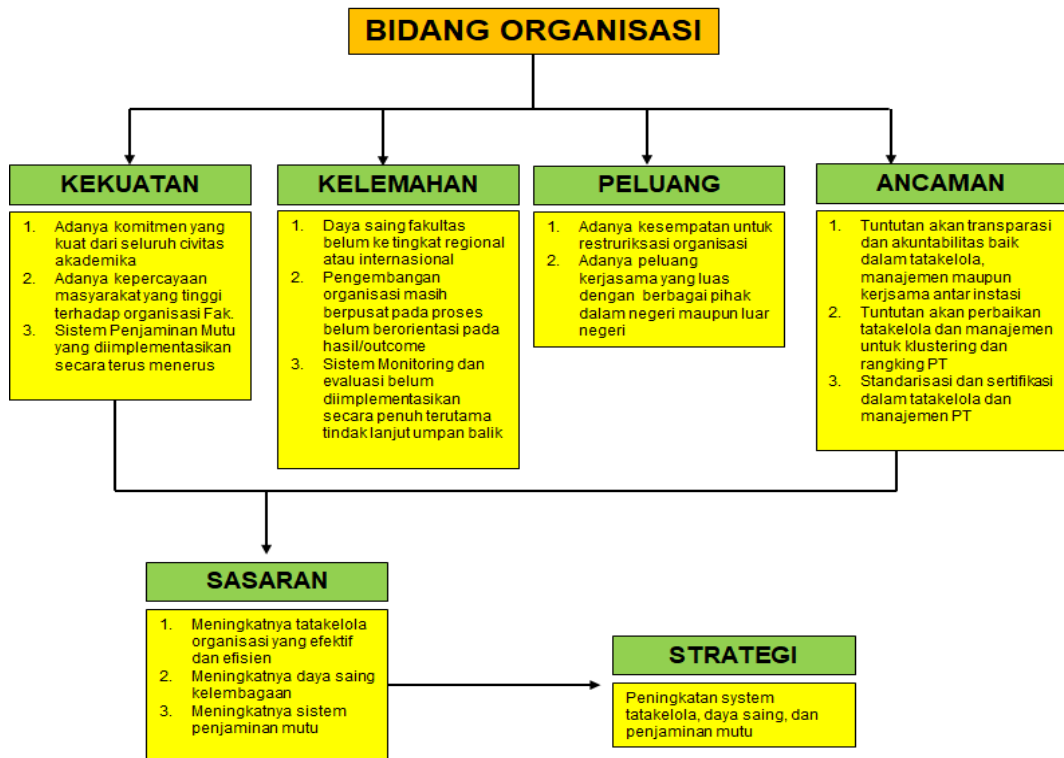 BIDANG ORGANISASI
KEKUATAN
1. Adanya komitmen yang
kuat dari seluruh civitas
akademika
2. Adanya kepercayaan
masyarakat yang tinggi
terhadap organisasi Fak.
3. Sistem Penjaminan Mutu
yang diimplementasikan
secara terus menerus
KELEMAHAN
1. Daya saing fakultas
belum ke tingkat regional
atau internasional
2. Pengembangan
organisasi masih
berpusat pada proses
belum berorientasi pada
hasil/outcome
3. Sistem Monitoring dan
evaluasi belum
diimplementasikan
secara penuh terutama
tindak lanjut umpan balik
PELUANG
1. Adanya kesempatan untuk
restruriksasi organisasi
2. Adanya peluang
kerjasama yang luas
dengan berbagai pihak
dalam negeri maupun luar
negeri
ANCAMAN
1. Tuntutan akan transparasi
dan akuntabilitas baik
dalam tatakelola,
manajemen maupun
kerjsama antar instasi
2. Tuntutan akan perbaikan
tatakelola dan manajemen
untuk klustering dan
rangking PT
3. Standarisasi dan sertifikasi
dalam tatakelola dan
manajemen PT
SASARAN
1. Meningkatnya tatakelola
organisasi yang efektif
dan efisien
2. Meningkatnya daya saing
kelembagaan
3. Meningkatnya sistem
penjaminan mutu
STRATEGI
Peningkatan system
tatakelola, daya saing, dan
penjaminan mutu